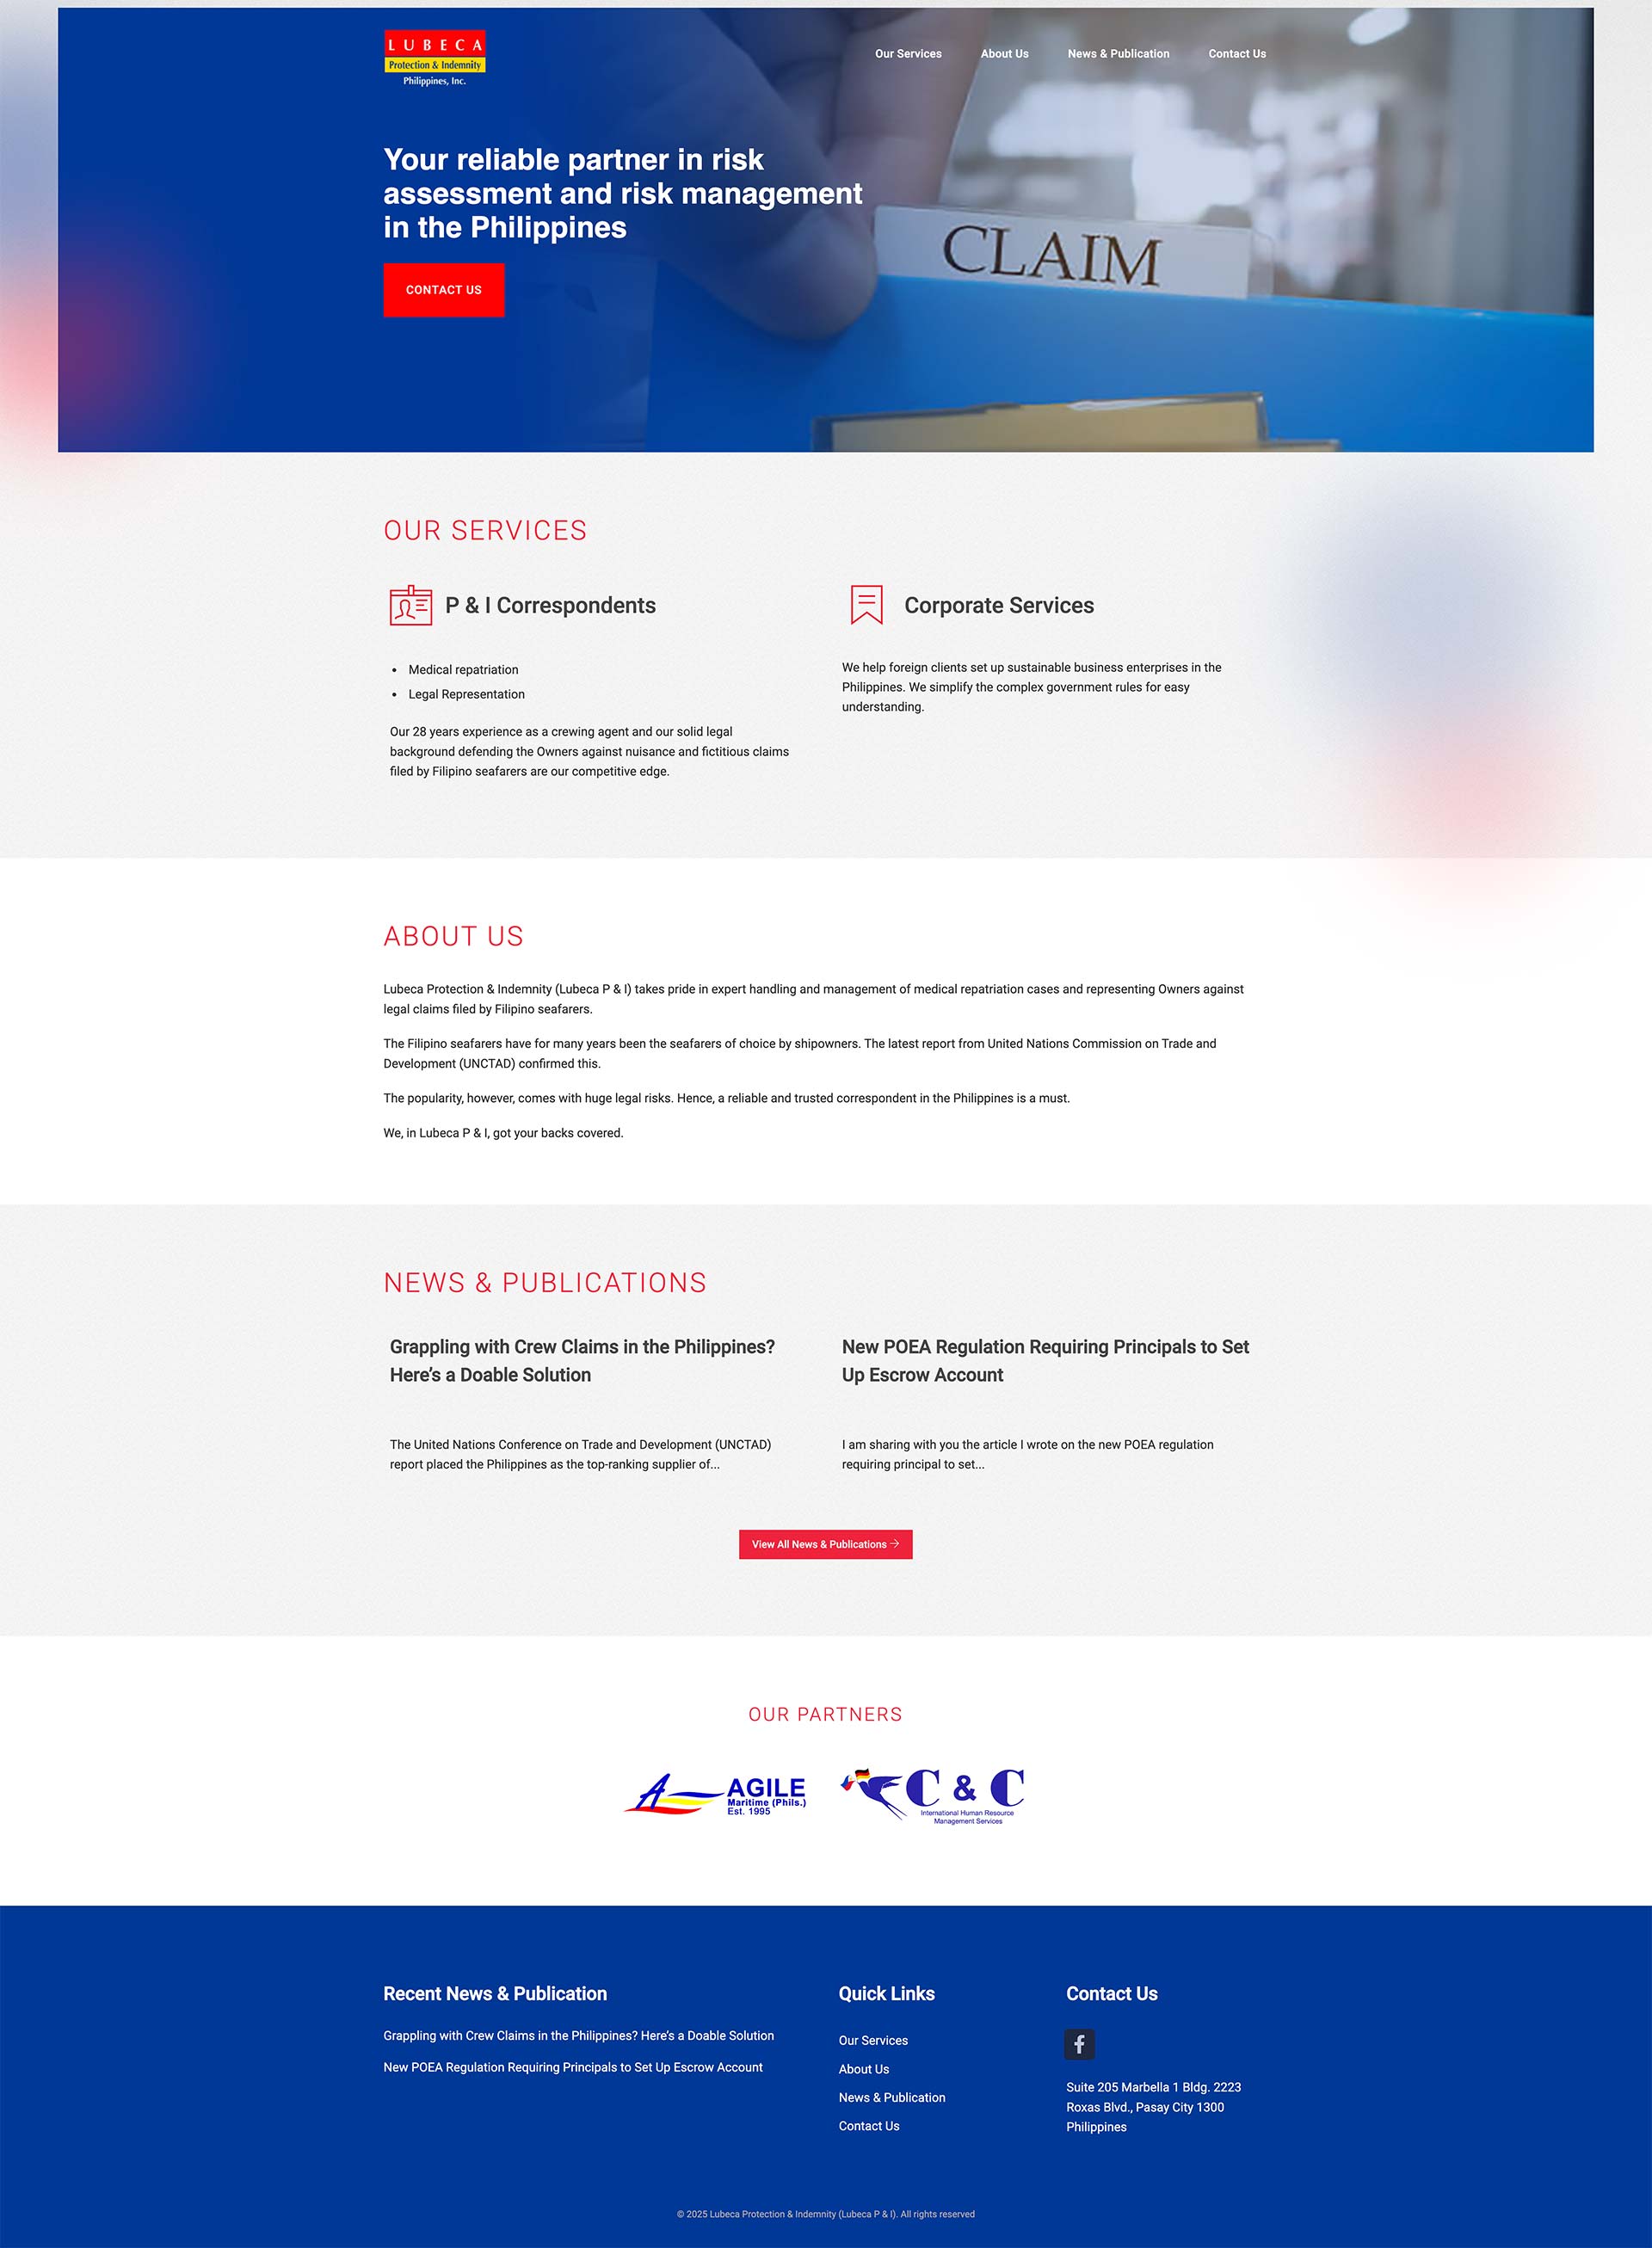 LUBECA
Protection & Indemnity
Philippines, Inc.
Our Services
About Us
News & Publication
Contact Us
Your reliable partner in risk
assessment and risk management
in the Philippines
CONTACT US
CLAIM
OUR SERVICES
P & I Correspondents
• Medical repatriation
• Legal Representation
Our 28 years experience as a crewing agent and our solid legal
background defending the Owners against nuisance and fictitious claims
filed by Filipino seafarers are our competitive edge.
Corporate Services
We help foreign clients set up sustainable business enterprises in the
Philippines. We simplify the complex government rules for easy
understanding.
ABOUT US
Lubeca Protection & Indemnity (Lubeca P & I) takes pride in expert handling and management of medical repatriation cases and representing Owners against
legal claims filed by Filipino seafarers.
The Filipino seafarers have for many years been the seafarers of choice by shipowners. The latest report from United Nations Commission on Trade and
Development (UNCTAD) confirmed this.
The popularity, however, comes with huge legal risks. Hence, a reliable and trusted correspondent in the Philippines is a must.
We, in Lubeca P & I, got your backs covered.
NEWS & PUBLICATIONS
Grappling with Crew Claims in the Philippines?
Here’s a Doable Solution
The United Nations Conference on Trade and Development (UNCTAD)
report placed the Philippines as the top-ranking supplier of...
New POEA Regulation Requiring Principals to Set
Up Escrow Account
I am sharing with you the article I wrote on the new POEA regulation
requiring principal to set...
View All News & Publications →
OUR PARTNERS
AGILE
Maritime (Phils.)
Est. 1995
C & C
International Human Resource
Management Services
Recent News & Publication
Grappling with Crew Claims in the Philippines? Here’s a Doable Solution
New POEA Regulation Requiring Principals to Set Up Escrow Account
Quick Links
Our Services
About Us
News & Publication
Contact Us
Contact Us
Suite 205 Marbella 1 Bldg. 2223
Roxas Blvd., Pasay City 1300
Philippines
© 2025 Lubeca Protection & Indemnity (Lubeca P & I). All rights reserved